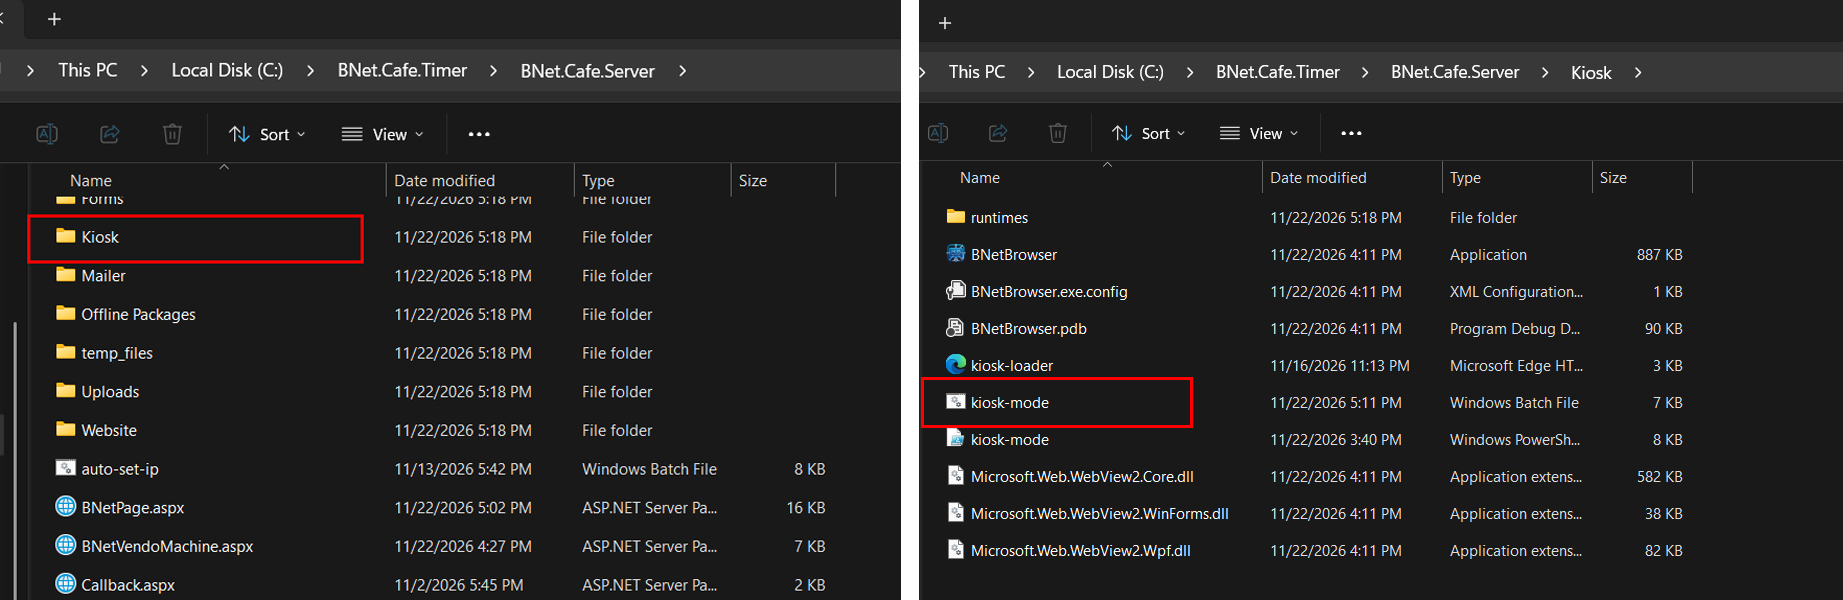 This PC > Local Disk (C:) > BNet.Cafe.Timer > BNet.Cafe.Server >
Sort View
Name Date modified Type Size
Forms 11/22/2026 5:18 PM File folder
Kiosk 11/22/2026 5:18 PM File folder
Mailer 11/22/2026 5:18 PM File folder
Offline Packages 11/22/2026 5:18 PM File folder
temp_files 11/22/2026 5:18 PM File folder
Uploads 11/22/2026 5:18 PM File folder
Website 11/22/2026 5:18 PM File folder
auto-set-ip 11/13/2026 5:42 PM Windows Batch File 8 KB
BNetPage.aspx 11/22/2026 5:02 PM ASP.NET Server Pa... 16 KB
BNetVendoMachine.aspx 11/22/2026 4:27 PM ASP.NET Server Pa... 7 KB
Callback.aspx 11/2/2026 5:45 PM ASP.NET Server Pa... 2 KB
This PC > Local Disk (C:) > BNet.Cafe.Timer > BNet.Cafe.Server > Kiosk >
Sort View
Name Date modified Type Size
runtimes 11/22/2026 5:18 PM File folder
BNetBrowser 11/22/2026 4:11 PM Application 887 KB
BNetBrowser.exe.config 11/22/2026 4:11 PM XML Configuration... 1 KB
BNetBrowser.pdb 11/22/2026 4:11 PM Program Debug D... 90 KB
kiosk-loader 11/16/2026 11:13 PM Microsoft Edge HT... 3 KB
kiosk-mode 11/22/2026 5:11 PM Windows Batch File 7 KB
kiosk-mode 11/22/2026 3:40 PM Windows PowerSh... 8 KB
Microsoft.Web.WebView2.Core.dll 11/22/2026 4:11 PM Application extens... 582 KB
Microsoft.Web.WebView2.WinForms.dll 11/22/2026 4:11 PM Application extens... 38 KB
Microsoft.Web.WebView2.Wpf.dll 11/22/2026 4:11 PM Application extens... 82 KB